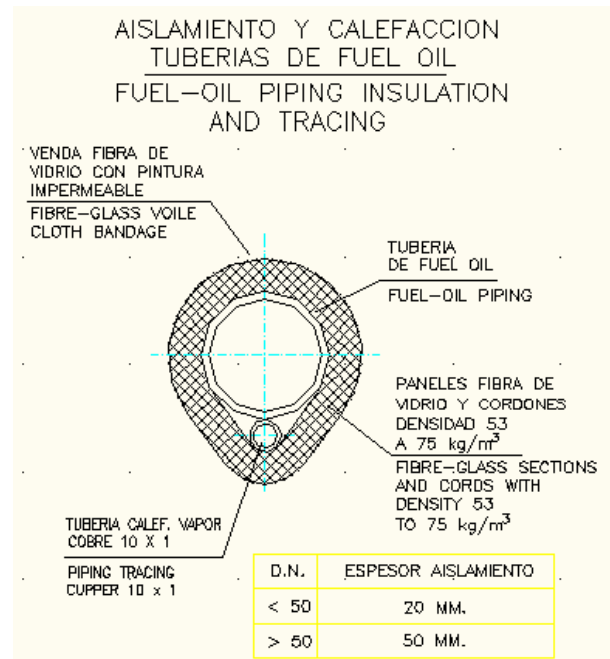 AISLAMIENTO Y CALEFACCION
TUBERIAS DE FUEL OIL
FUEL-OIL PIPING INSULATION
AND TRACING
VENDA FIBRA DE
VIDRIO CON PINTURA
IMPERMEABLE
FIBRE-GLASS VOILE
CLOTH BANDAGE
TUBERIA
DE FUEL OIL
FUEL-OIL PIPING
PANELES FIBRA DE
VIDRIO Y CORDONES
DENSIDAD 53
A 75 kg/m³
FIBRE-GLASS SECTIONS
AND CORDS WITH
DENSITY 53
TO 75 kg/m³
TUBERIA CALEF. VAPOR
COBRE 10 X 1
PIPING TRACING
CUPPER 10 x 1
D.N. ESPESOR AISLAMIENTO
< 50 20 MM.
> 50 50 MM.